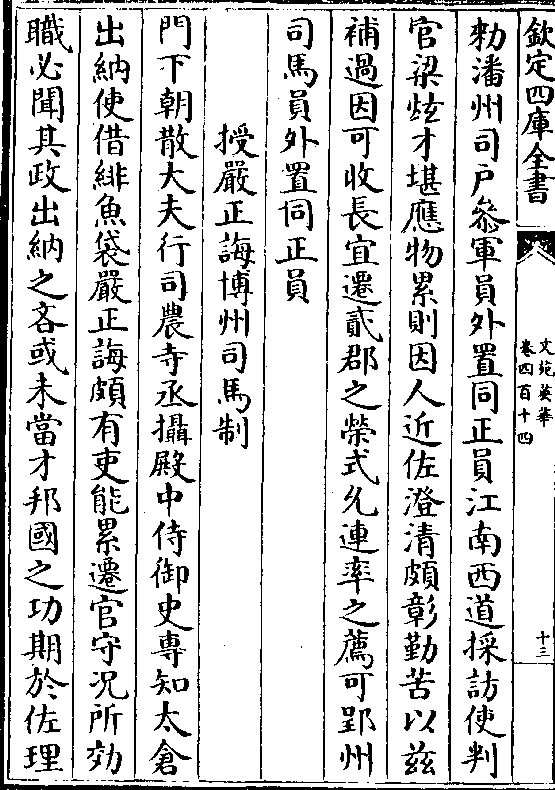 欽定四庫全書
文苑英華
卷四百十四
十三
勅潘州司戶叅軍員外置同正員江南西道採訪使判
官梁炫才堪應物累則因人近佐澄清頗彰勤苦以兹
補過因可收長宜遷貳郡之榮式允連率之薦可郢州
司馬員外置同正員
授嚴正誨博州司馬制
門下朝散大夫行司農寺丞攝殿中侍御史專知太倉
出納使借緋魚袋嚴正誨頗有吏能累遷官守况所効
職必聞其政出納之吝或未當才邦國之功期於佐理